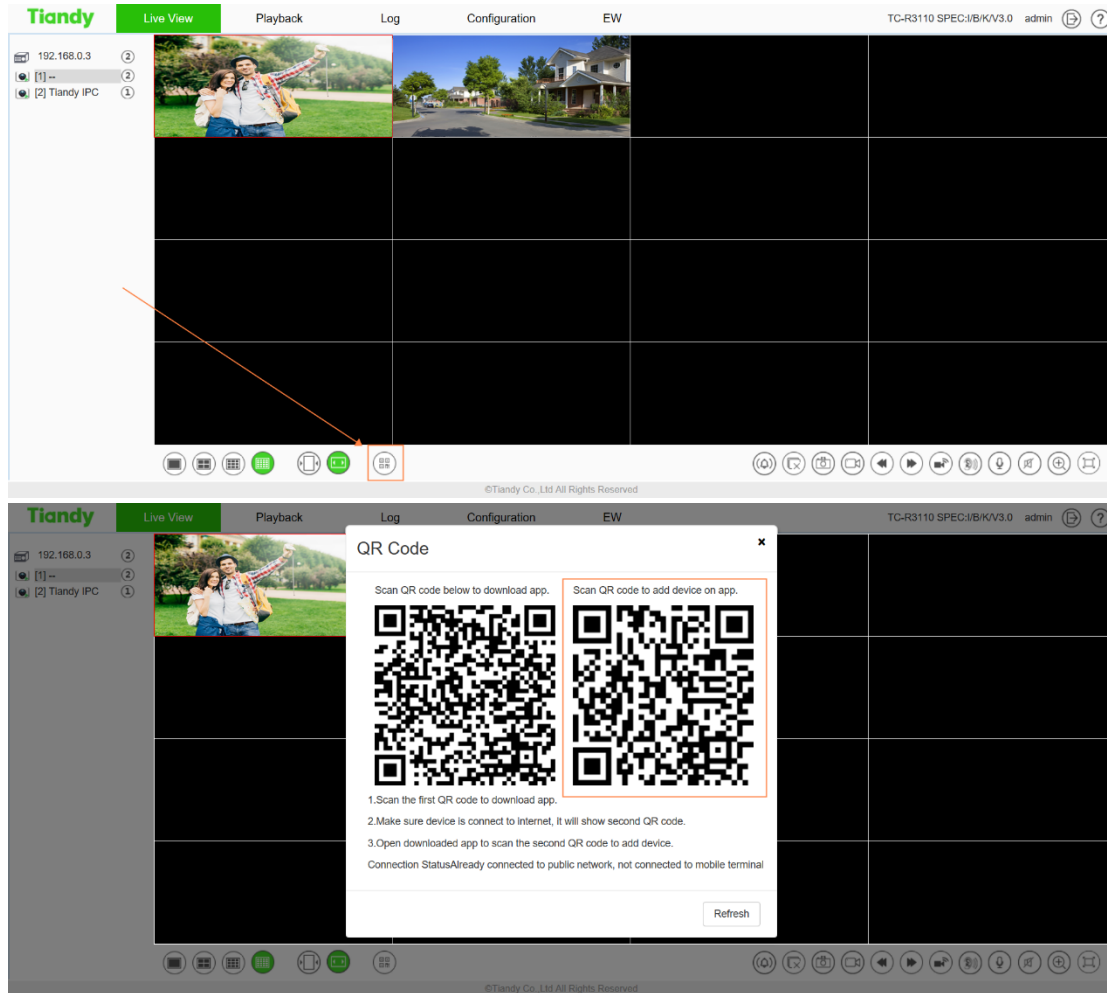 Tiandy Live View Playback Log Configuration EW TC-R3110 SPEC:I/B/K/V3.0 admin ?
192.168.0.3 2
[1] -- 2
[2] Tiandy IPC 1
©Tiandy Co.,Ltd All Rights Reserved
Tiandy Live View Playback Log Configuration EW TC-R3110 SPEC:I/B/K/V3.0 admin ?
192.168.0.3 2
[1] -- 2
[2] Tiandy IPC 1
QR Code ×
Scan QR code below to download app. Scan QR code to add device on app.
1.Scan the first QR code to download app.
2.Make sure device is connect to internet, it will show second QR code.
3.Open downloaded app to scan the second QR code to add device.
Connection StatusAlready connected to public network, not connected to mobile terminal
Refresh
©Tiandy Co.,Ltd All Rights Reserved